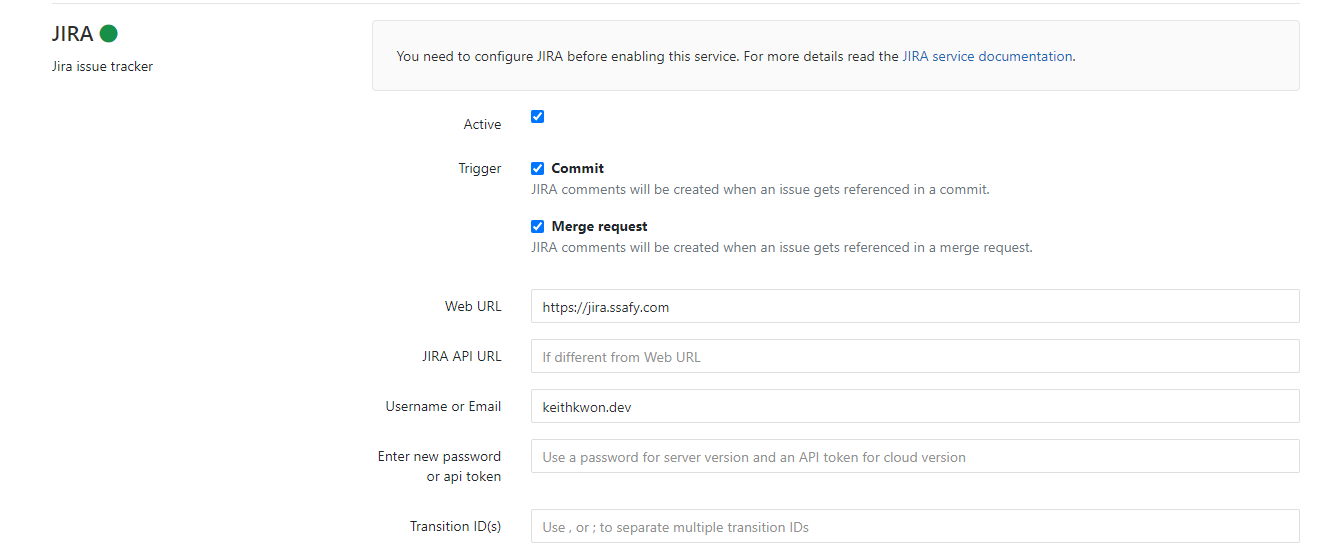 JIRA
Jira issue tracker
You need to configure JIRA before enabling this service. For more details read the JIRA service documentation.
Active
Trigger
Commit
JIRA comments will be created when an issue gets referenced in a commit.
Merge request
JIRA comments will be created when an issue gets referenced in a merge request.
Web URL
https://jira.ssafy.com
JIRA API URL
If different from Web URL
Username or Email
keithkwon.dev
Enter new password
or api token
Use a password for server version and an API token for cloud version
Transition ID(s)
Use , or ; to separate multiple transition IDs